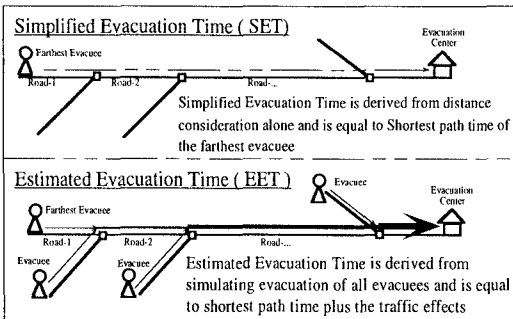 Simplified Evacuation Time ( SET)
Evacuation
Center
Farthest Evacuee
Road-1 Road-2 Road-...
Simplified Evacuation Time is derived from distance
consideration alone and is equal to Shortest path time of
the farthest evacuee
Estimated Evacuation Time ( EET )
Evacuee
Evacuation
Center
Farthest Evacuee
Road-1 Road-2 Road-...
Evacuee Evacuee
Estimated Evacuation Time is derived from
simulating evacuation of all evacuees and is equal
to shortest path time plus the traffic effects